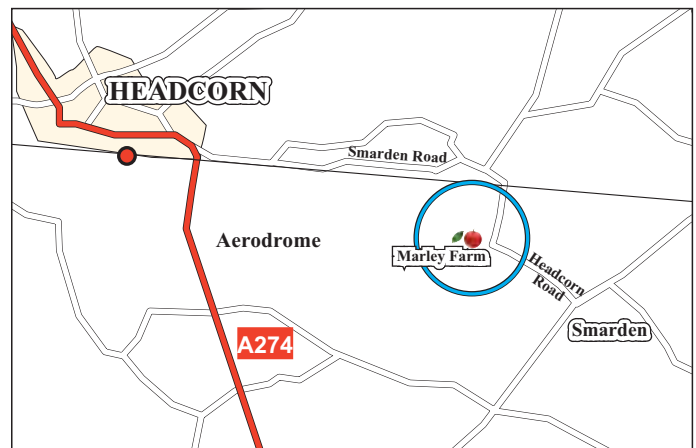 HEADCORN
Smarden Road
Aerodrome
Marley Farm
Headcorn
Road
Smarden
A274